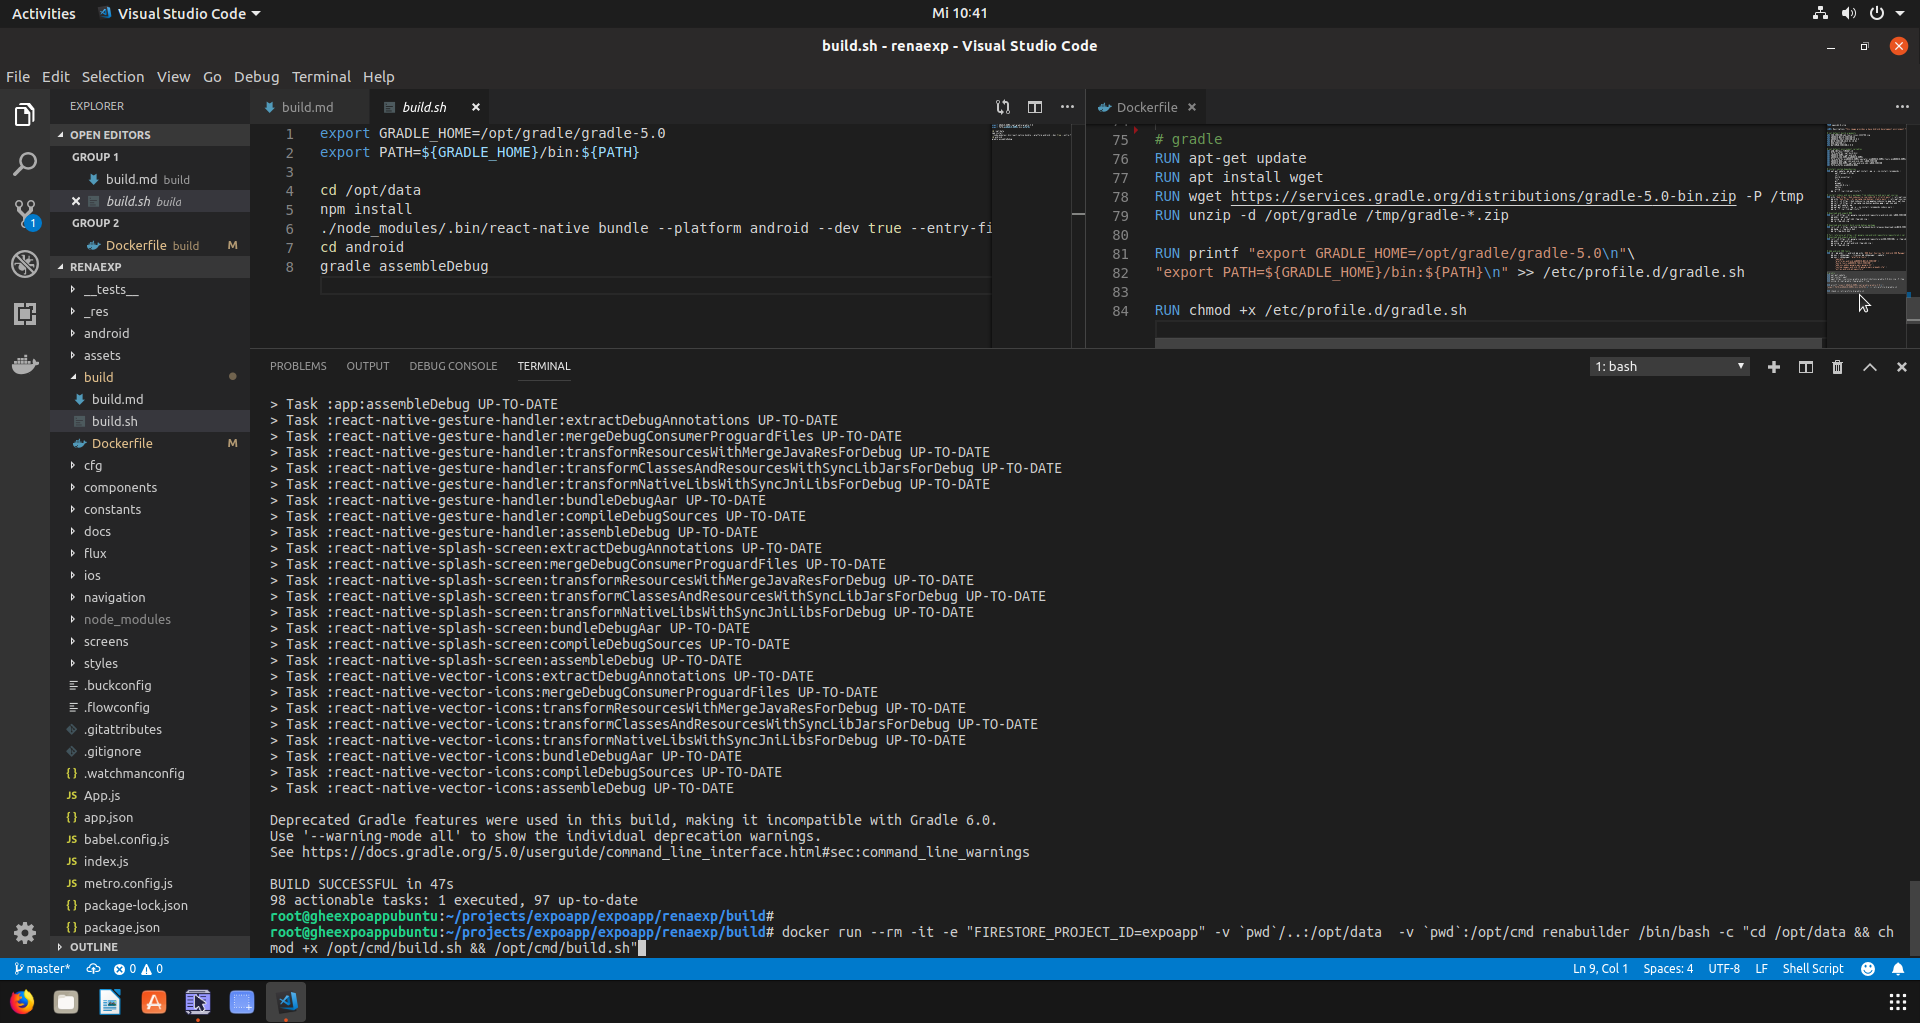 Activities
Visual Studio Code
Mi 10:41
build.sh - renaexp - Visual Studio Code
File Edit Selection View Go Debug Terminal Help
EXPLORER
OPEN EDITORS
GROUP 1
build.md build
build.sh build
GROUP 2
Dockerfile build M
RENAEXP
__tests__
_res
android
assets
build
build.md
build.sh
Dockerfile M
cfg
components
constants
docs
flux
ios
navigation
node_modules
screens
styles
.buckconfig
.flowconfig
.gitattributes
.gitignore
{ } .watchmanconfig
JS App.js
{ } app.json
JS babel.config.js
JS index.js
JS metro.config.js
{ } package-lock.json
{ } package.json
OUTLINE
1
build.md
build.sh
1 export GRADLE_HOME=/opt/gradle/gradle-5.0
2 export PATH=${GRADLE_HOME}/bin:${PATH}
3
4 cd /opt/data
5 npm install
6 ./node_modules/.bin/react-native bundle --platform android --dev true --entry-fi
7 cd android
8 gradle assembleDebug
Dockerfile
75 # gradle
76 RUN apt-get update
77 RUN apt install wget
78 RUN wget https://services.gradle.org/distributions/gradle-5.0-bin.zip -P /tmp
79 RUN unzip -d /opt/gradle /tmp/gradle-*.zip
80
81 RUN printf "export GRADLE_HOME=/opt/gradle/gradle-5.0\n"\
82 "export PATH=${GRADLE_HOME}/bin:${PATH}\n" >> /etc/profile.d/gradle.sh
83
84 RUN chmod +x /etc/profile.d/gradle.sh
PROBLEMS OUTPUT DEBUG CONSOLE TERMINAL
1: bash
> Task :app:assembleDebug UP-TO-DATE
> Task :react-native-gesture-handler:extractDebugAnnotations UP-TO-DATE
> Task :react-native-gesture-handler:mergeDebugConsumerProguardFiles UP-TO-DATE
> Task :react-native-gesture-handler:transformResourcesWithMergeJavaResForDebug UP-TO-DATE
> Task :react-native-gesture-handler:transformClassesAndResourcesWithSyncLibJarsForDebug UP-TO-DATE
> Task :react-native-gesture-handler:transformNativeLibsWithSyncJniLibsForDebug UP-TO-DATE
> Task :react-native-gesture-handler:bundleDebugAar UP-TO-DATE
> Task :react-native-gesture-handler:compileDebugSources UP-TO-DATE
> Task :react-native-gesture-handler:assembleDebug UP-TO-DATE
> Task :react-native-splash-screen:extractDebugAnnotations UP-TO-DATE
> Task :react-native-splash-screen:mergeDebugConsumerProguardFiles UP-TO-DATE
> Task :react-native-splash-screen:transformResourcesWithMergeJavaResForDebug UP-TO-DATE
> Task :react-native-splash-screen:transformClassesAndResourcesWithSyncLibJarsForDebug UP-TO-DATE
> Task :react-native-splash-screen:transformNativeLibsWithSyncJniLibsForDebug UP-TO-DATE
> Task :react-native-splash-screen:bundleDebugAar UP-TO-DATE
> Task :react-native-splash-screen:compileDebugSources UP-TO-DATE
> Task :react-native-splash-screen:assembleDebug UP-TO-DATE
> Task :react-native-vector-icons:extractDebugAnnotations UP-TO-DATE
> Task :react-native-vector-icons:mergeDebugConsumerProguardFiles UP-TO-DATE
> Task :react-native-vector-icons:transformResourcesWithMergeJavaResForDebug UP-TO-DATE
> Task :react-native-vector-icons:transformClassesAndResourcesWithSyncLibJarsForDebug UP-TO-DATE
> Task :react-native-vector-icons:transformNativeLibsWithSyncJniLibsForDebug UP-TO-DATE
> Task :react-native-vector-icons:bundleDebugAar UP-TO-DATE
> Task :react-native-vector-icons:compileDebugSources UP-TO-DATE
> Task :react-native-vector-icons:assembleDebug UP-TO-DATE
Deprecated Gradle features were used in this build, making it incompatible with Gradle 6.0.
Use '--warning-mode all' to show the individual deprecation warnings.
See https://docs.gradle.org/5.0/userguide/command_line_interface.html#sec:command_line_warnings
BUILD SUCCESSFUL in 47s
98 actionable tasks: 1 executed, 97 up-to-date
root@gheexpoappubuntu:~/projects/expoapp/expoapp/renaexp/build#
root@gheexpoappubuntu:~/projects/expoapp/expoapp/renaexp/build# docker run --rm -it -e "FIRESTORE_PROJECT_ID=expoapp" -v `pwd`/..:/opt/data  -v `pwd`:/opt/cmd renabuilder /bin/bash -c "cd /opt/data && ch
mod +x /opt/cmd/build.sh && /opt/cmd/build.sh"
master* 0 0
Ln 9, Col 1 Spaces: 4 UTF-8 LF Shell Script